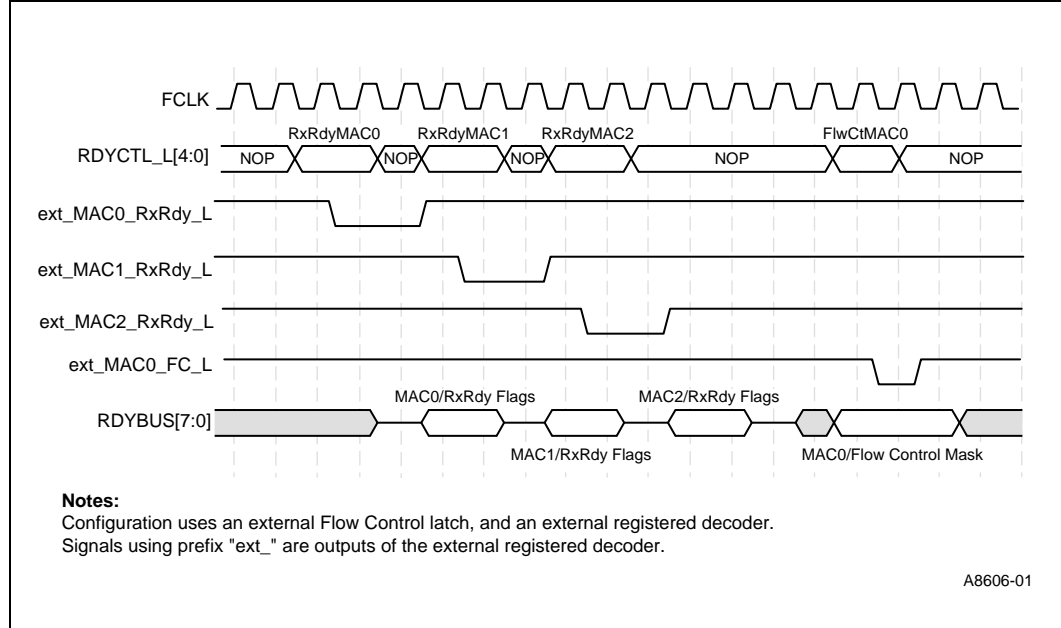 FCLK
RxRdyMAC0 RxRdyMAC1 RxRdyMAC2 FlwCtMAC0
RDYCTL_L[4:0] NOP NOP NOP NOP NOP
ext_MAC0_RxRdy_L
ext_MAC1_RxRdy_L
ext_MAC2_RxRdy_L
ext_MAC0_FC_L
MAC0/RxRdy Flags MAC2/RxRdy Flags
RDYBUS[7:0]
MAC1/RxRdy Flags MAC0/Flow Control Mask
Notes:
Configuration uses an external Flow Control latch, and an external registered decoder.
Signals using prefix "ext_" are outputs of the external registered decoder.
A8606-01